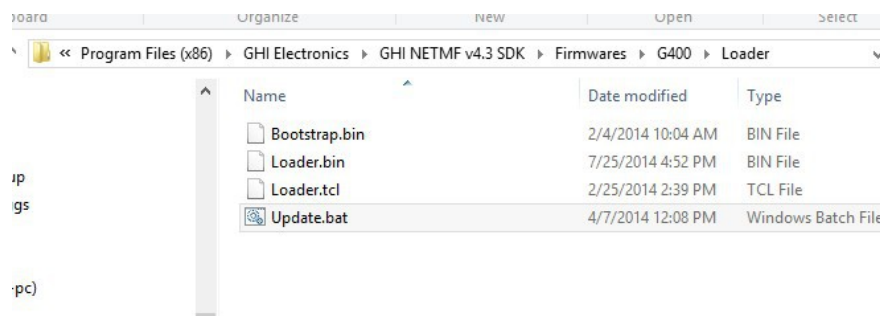 Organize New Open Select
« Program Files (x86) ▸ GHI Electronics ▸ GHI NETMF v4.3 SDK ▸ Firmwares ▸ G400 ▸ Loader
Name Date modified Type
Bootstrap.bin 2/4/2014 10:04 AM BIN File
Loader.bin 7/25/2014 4:52 PM BIN File
Loader.tcl 2/25/2014 2:39 PM TCL File
Update.bat 4/7/2014 12:08 PM Windows Batch File
-pc)